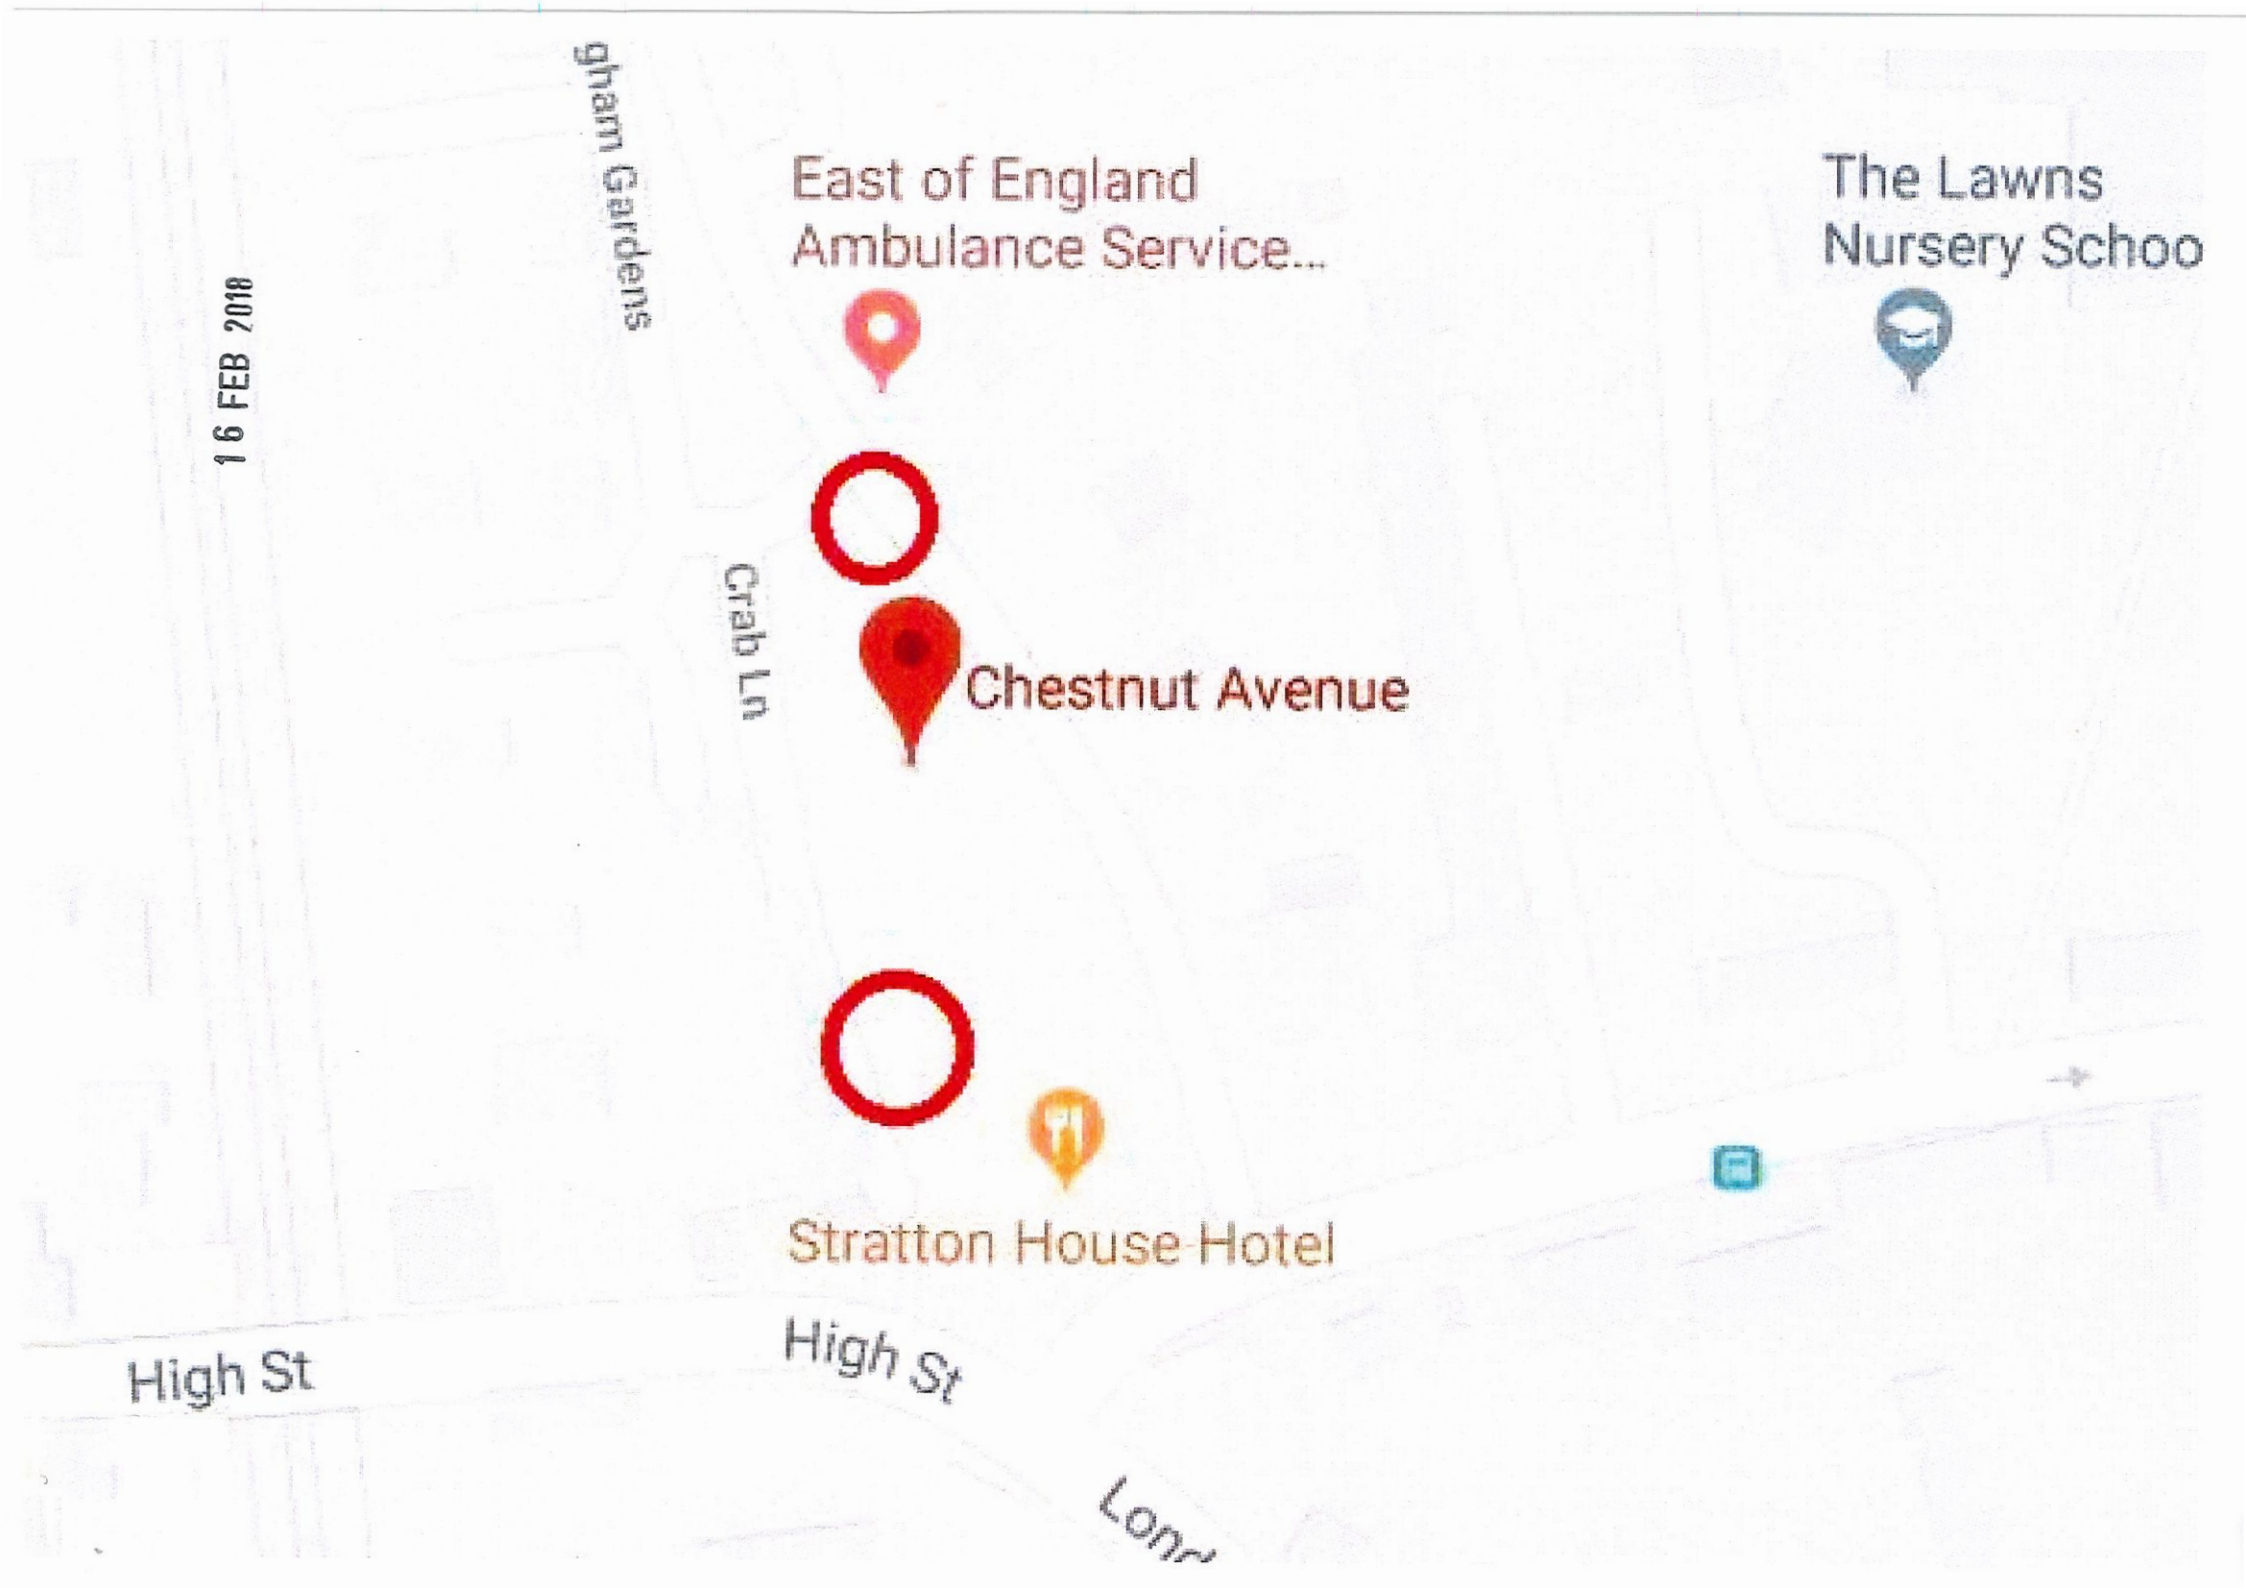 gham Gardens
East of England
Ambulance Service...
The Lawns
Nursery Schoo
16 FEB 2018
Crab Ln
Chestnut Avenue
Stratton House Hotel
High St
High St